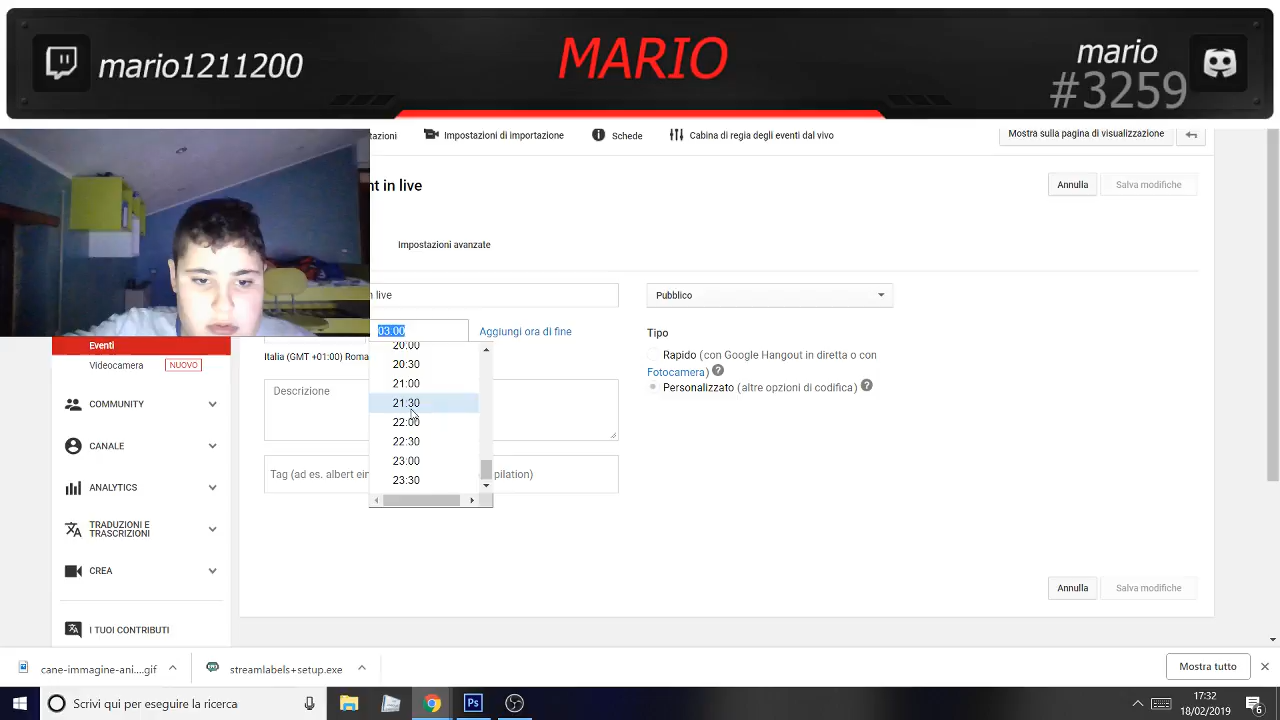 mario1211200
MARIO
mario
#3259
tazioni
Impostazioni di importazione
Schede
Cabina di regia degli eventi dal vivo
Mostra sulla pagina di visualizzazione
nt in live
Annulla
Salva modifiche
Impostazioni avanzate
n live
Pubblico
03:00
Aggiungi ora di fine
Tipo
Eventi
Italia (GMT +01:00) Roma
Rapido (con Google Hangout in diretta o con
Fotocamera) ?
Videocamera NUOVO
Personalizzato (altre opzioni di codifica) ?
Descrizione
20:00
20:30
21:00
21:30
22:00
22:30
23:00
23:30
COMMUNITY
CANALE
Tag (ad es. albert ein
pilation)
ANALYTICS
TRADUZIONI E
TRASCRIZIONI
CREA
Annulla
Salva modifiche
I TUOI CONTRIBUTI
cane-immagine-ani....gif
streamlabels+setup.exe
Mostra tutto
Scrivi qui per eseguire la ricerca
Ps
17:32
18/02/2019
6